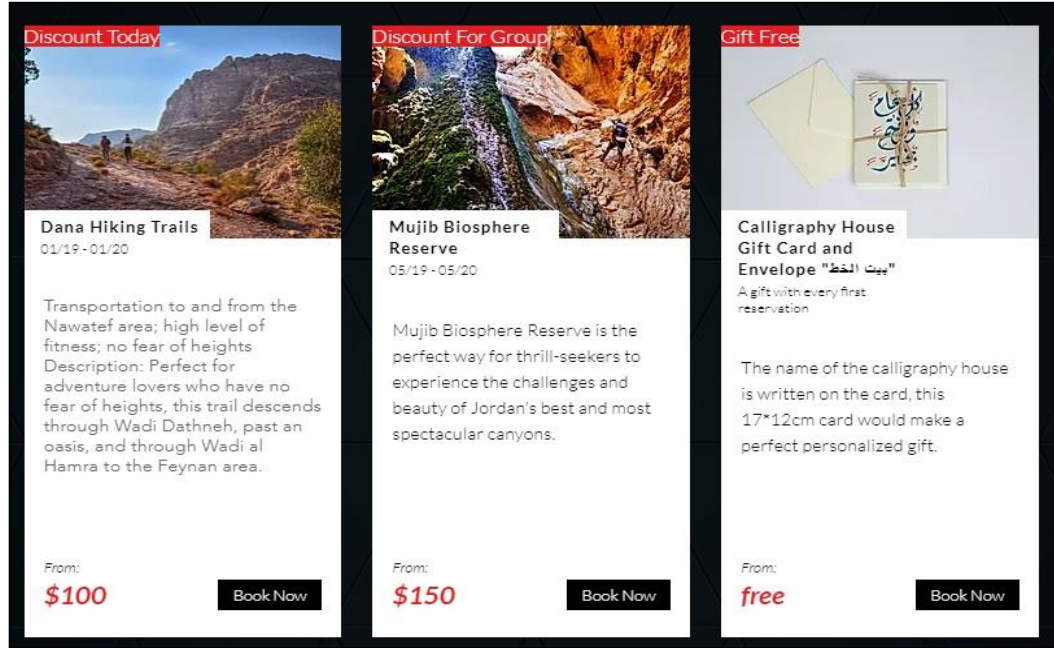 Discount Today
Dana Hiking Trails
01/19 - 01/20
Transportation to and from the
Nawatef area; high level of
fitness; no fear of heights
Description: Perfect for
adventure lovers who have no
fear of heights, this trail descends
through Wadi Dathneh, past an
oasis, and through Wadi al
Hamra to the Feynan area.
From:
$100
Book Now
Discount For Group
Mujib Biosphere
Reserve
05/19 - 05/20
Mujib Biosphere Reserve is the
perfect way for thrill-seekers to
experience the challenges and
beauty of Jordan's best and most
spectacular canyons.
From:
$150
Book Now
Gift Free
Calligraphy House
Gift Card and
Envelope "بيت الخط"
A gift with every first
reservation
The name of the calligraphy house
is written on the card, this
17*12cm card would make a
perfect personalized gift.
From:
free
Book Now